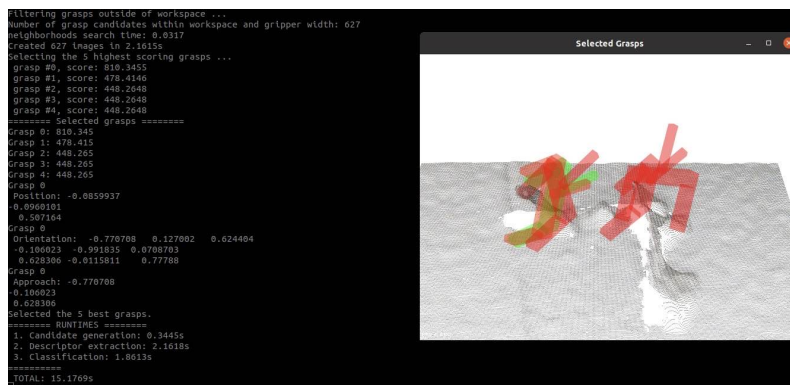 Filtering grasps outside of workspace ...
Number of grasp candidates within workspace and gripper width: 627
neighborhoods search time: 0.0317
Created 627 images in 2.1615s
Selecting the 5 highest scoring grasps ...
grasp #0, score: 810.3455
grasp #1, score: 478.4146
grasp #2, score: 448.2648
grasp #3, score: 448.2648
grasp #4, score: 448.2648
======== Selected grasps ========
Grasp 0: 810.345
Grasp 1: 478.415
Grasp 2: 448.265
Grasp 3: 448.265
Grasp 4: 448.265
Grasp 0
Position: -0.0859937
-0.0960101
0.507164
Grasp 0
Orientation: -0.770708 0.127002 0.624404
-0.106023 -0.991835 0.0708703
0.628306 -0.0115811 0.77788
Grasp 0
Approach: -0.770708
-0.106023
0.628306
Selected the 5 best grasps.
======== RUNTIMES ========
1. Candidate generation: 0.3445s
2. Descriptor extraction: 2.1618s
3. Classification: 1.8613s
==========
TOTAL: 15.1769s
Selected Grasps